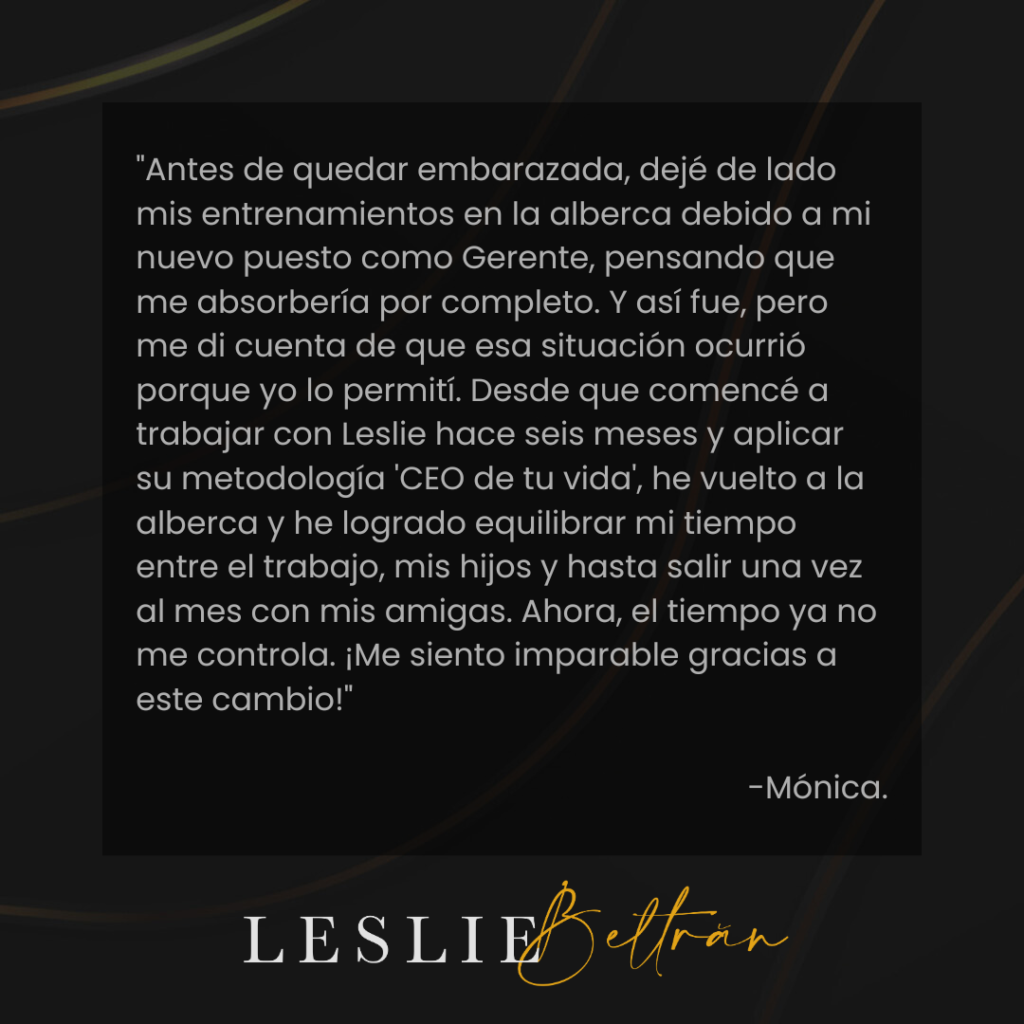 "Antes de quedar embarazada, dejé de lado
mis entrenamientos en la alberca debido a mi
nuevo puesto como Gerente, pensando que
me absorbería por completo. Y así fue, pero
me di cuenta de que esa situación ocurrió
porque yo lo permití. Desde que comencé a
trabajar con Leslie hace seis meses y aplicar
su metodología 'CEO de tu vida', he vuelto a la
alberca y he logrado equilibrar mi tiempo
entre el trabajo, mis hijos y hasta salir una vez
al mes con mis amigas. Ahora, el tiempo ya no
me controla. ¡Me siento imparable gracias a
este cambio!"
-Mónica.
LESLIE Beltrán